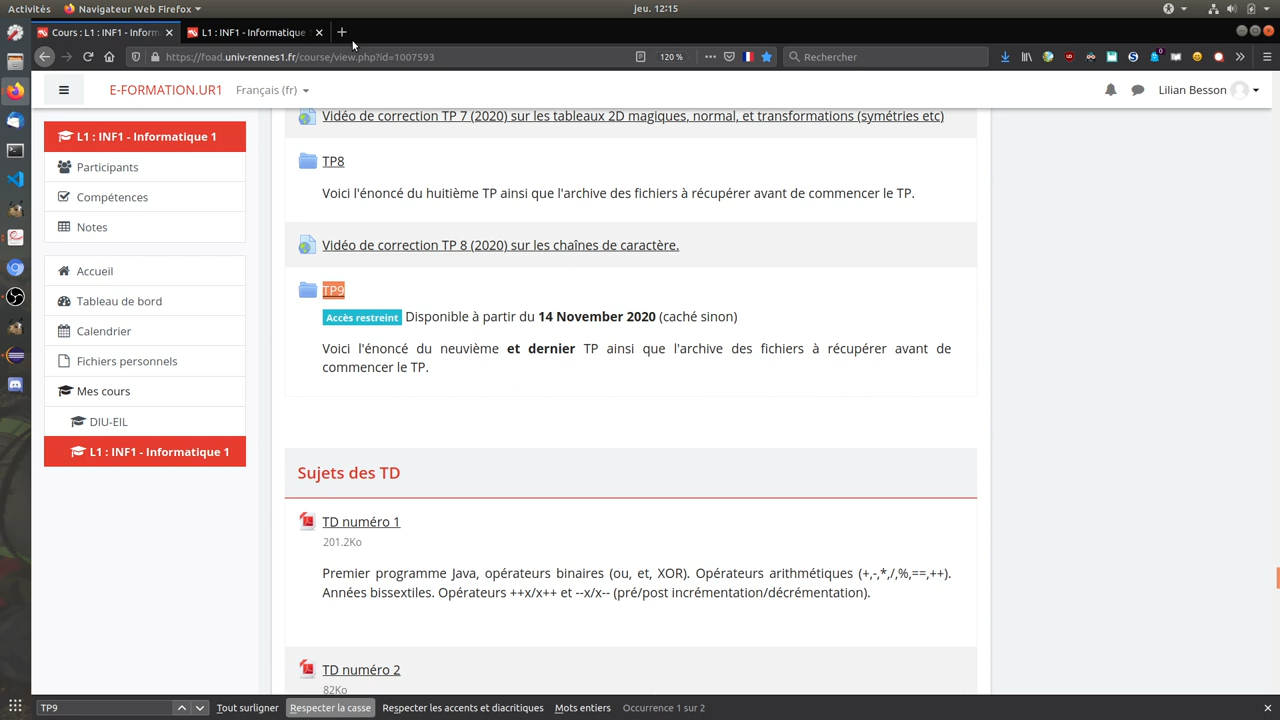 Activités
Navigateur Web Firefox
jeu. 12:15
Cours : L1 : INF1 - Inform
L1 : INF1 - Informatique
https://foad.univ-rennes1.fr/course/view.php?id=1007593
120 %
Rechercher
0
E-FORMATION.UR1
Français (fr)
Lilian Besson
L1 : INF1 - Informatique 1
Participants
Compétences
Notes
Accueil
Tableau de bord
Calendrier
Fichiers personnels
Mes cours
DIU-EIL
L1 : INF1 - Informatique 1
Vidéo de correction TP 7 (2020) sur les tableaux 2D magiques, normal, et transformations (symétries etc)
TP8
Voici l'énoncé du huitième TP ainsi que l'archive des fichiers à récupérer avant de commencer le TP.
Vidéo de correction TP 8 (2020) sur les chaînes de caractère.
TP9
Accès restreint Disponible à partir du 14 November 2020 (caché sinon)
Voici l'énoncé du neuvième et dernier TP ainsi que l'archive des fichiers à récupérer avant de
commencer le TP.
Sujets des TD
TD numéro 1
201.2Ko
Premier programme Java, opérateurs binaires (ou, et, XOR). Opérateurs arithmétiques (+,-,*,/,%,==,++).
Années bissextiles. Opérateurs ++x/x++ et --x/x-- (pré/post incrémentation/décrémentation).
TD numéro 2
82Ko
TP9
Tout surligner
Respecter la casse
Respecter les accents et diacritiques
Mots entiers
Occurrence 1 sur 2